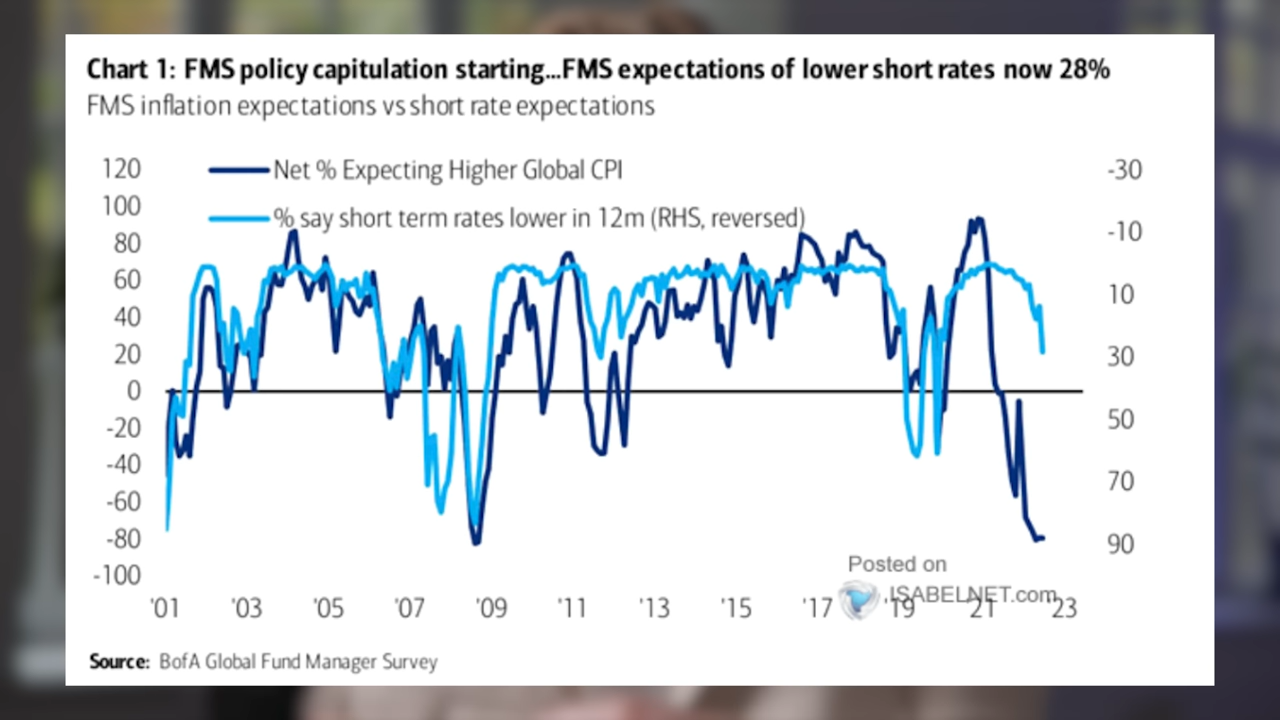 Chart 1: FMS policy capitulation starting...FMS expectations of lower short rates now 28%
FMS inflation expectations vs short rate expectations
Net % Expecting Higher Global CPI
% say short term rates lower in 12m (RHS, reversed)
120
100
80
60
40
20
0
-20
-40
-60
-80
-100
-30
-10
10
30
50
70
90
'01 '03 '05 '07 '09 '11 '13 '15 '17 '19 '21 '23
Posted on
ISABELNET.com
Source: BofA Global Fund Manager Survey